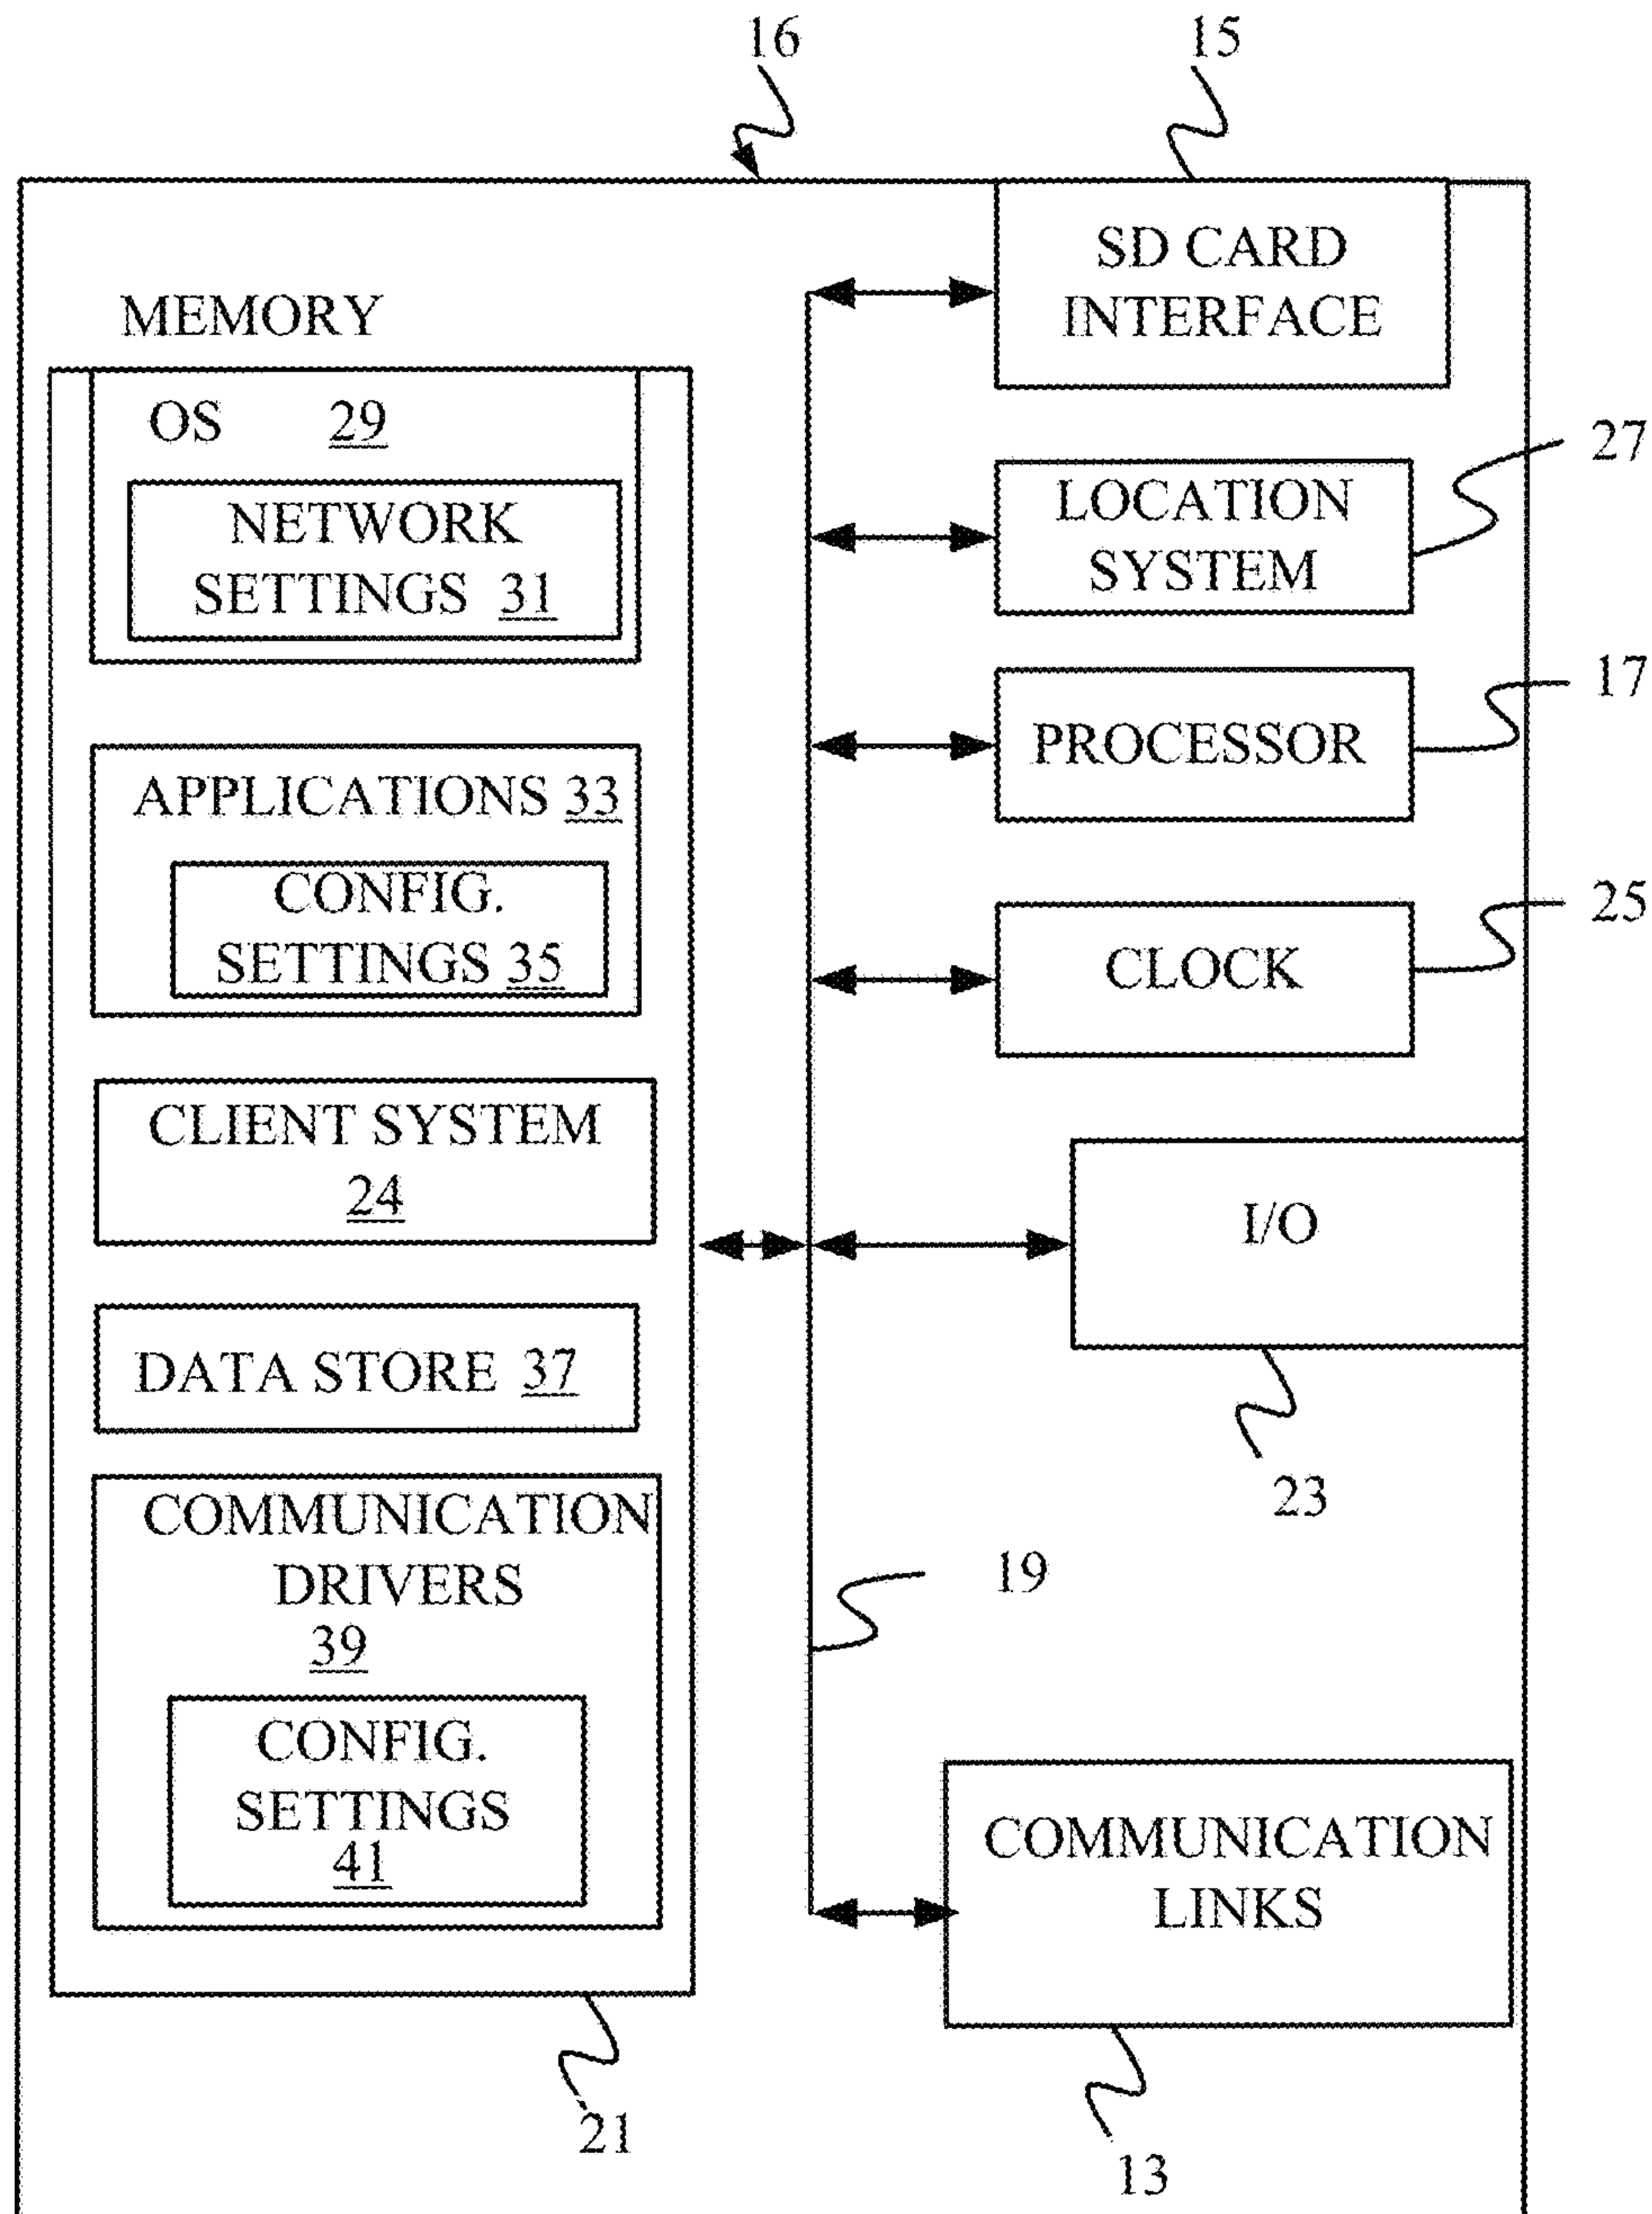 16
15
SD CARD
INTERFACE
MEMORY
OS 29
NETWORK
SETTINGS 31
APPLICATIONS 33
CONFIG.
SETTINGS 35
CLIENT SYSTEM
24
DATA STORE 37
COMMUNICATION
DRIVERS
39
CONFIG.
SETTINGS
41
21
LOCATION
SYSTEM
27
PROCESSOR
17
CLOCK
25
I/O
23
19
COMMUNICATION
LINKS
13